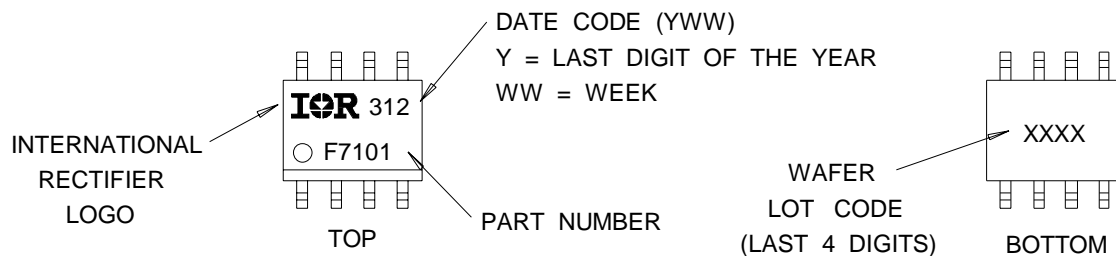 DATE CODE (YWW)
Y = LAST DIGIT OF THE YEAR
WW = WEEK
IOR 312
F7101
INTERNATIONAL
RECTIFIER
LOGO
PART NUMBER
TOP
XXXX
WAFER
LOT CODE
(LAST 4 DIGITS)
BOTTOM